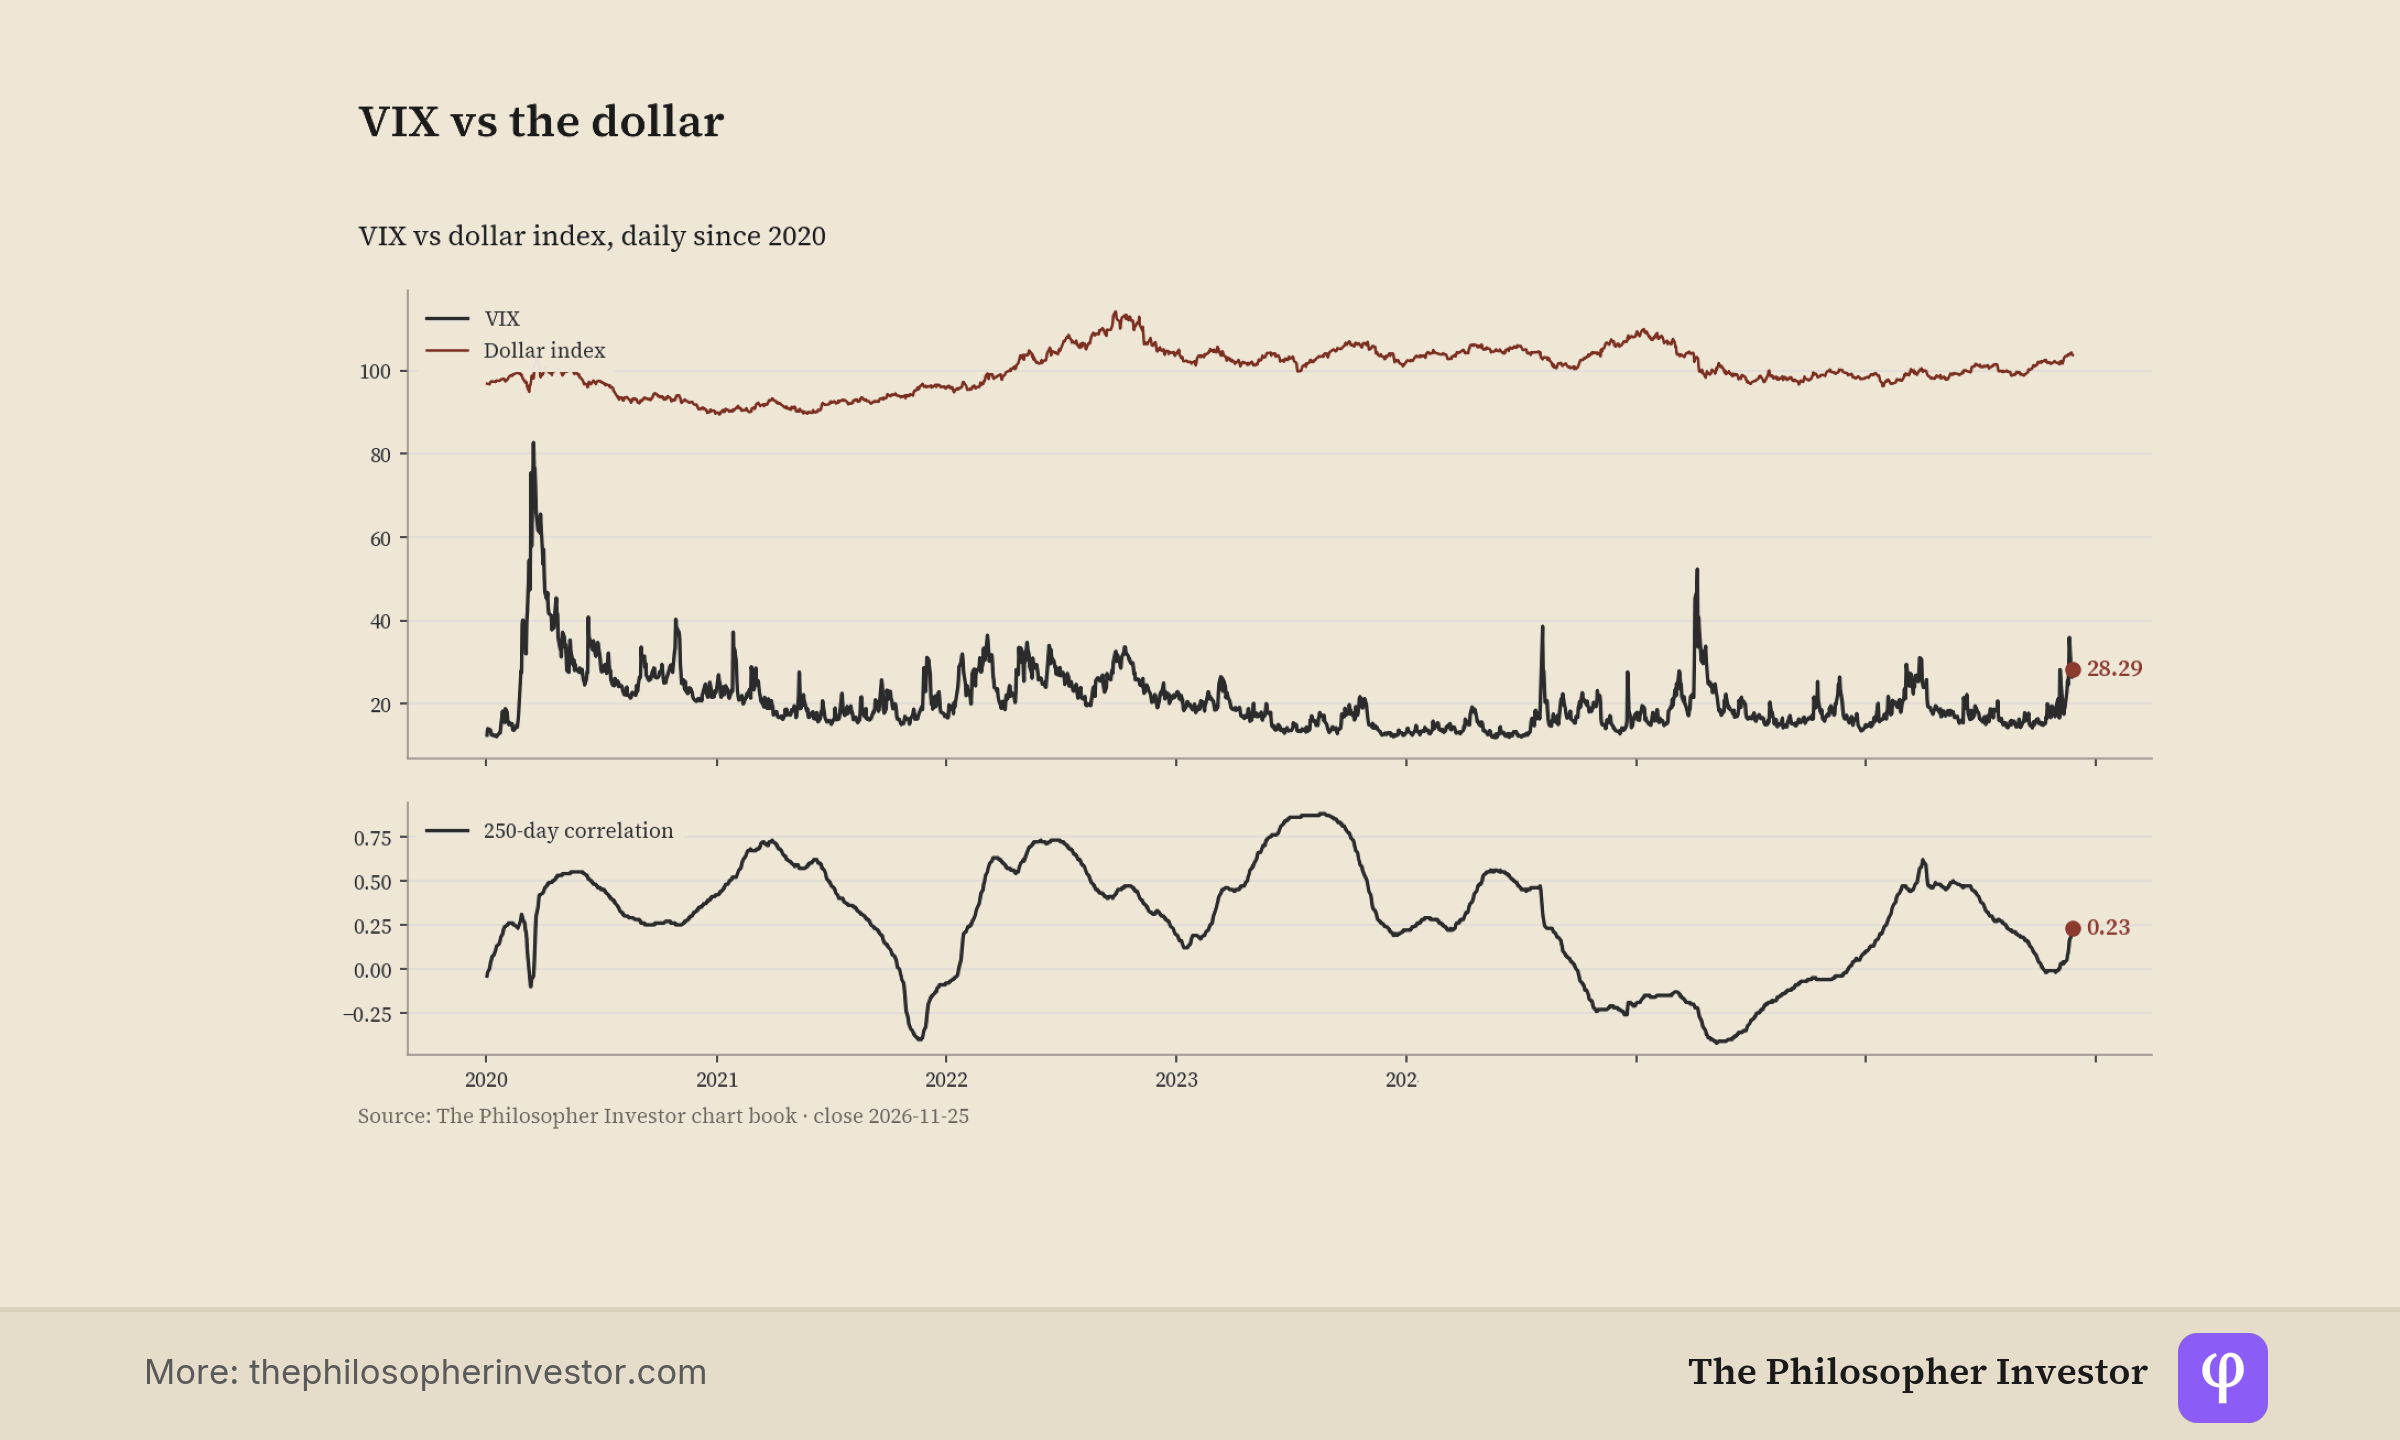 VIX vs the dollar
VIX vs dollar index, daily since 2020
VIX
Dollar index
100
80
60
40
20
28.29
250-day correlation
0.75
0.50
0.25
0.00
−0.25
0.23
2020 2021 2022 2023 202
Source: The Philosopher Investor chart book · close 2026-11-25
More: thephilosopherinvestor.com
The Philosopher Investor φ